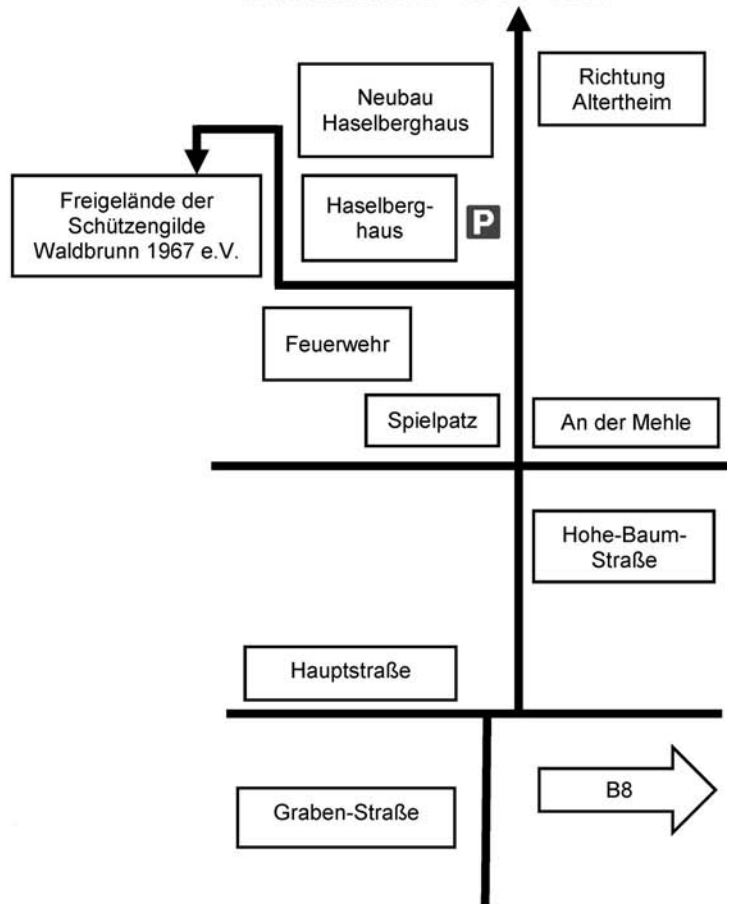 Richtung
Altertheim
Neubau
Haselberghaus
Freigelände der
Schützengilde
Waldbrunn 1967 e.V.
Haselberg-
haus
P
Feuerwehr
Spielpatz
An der Mehle
Hohe-Baum-
Straße
Hauptstraße
B8
Graben-Straße